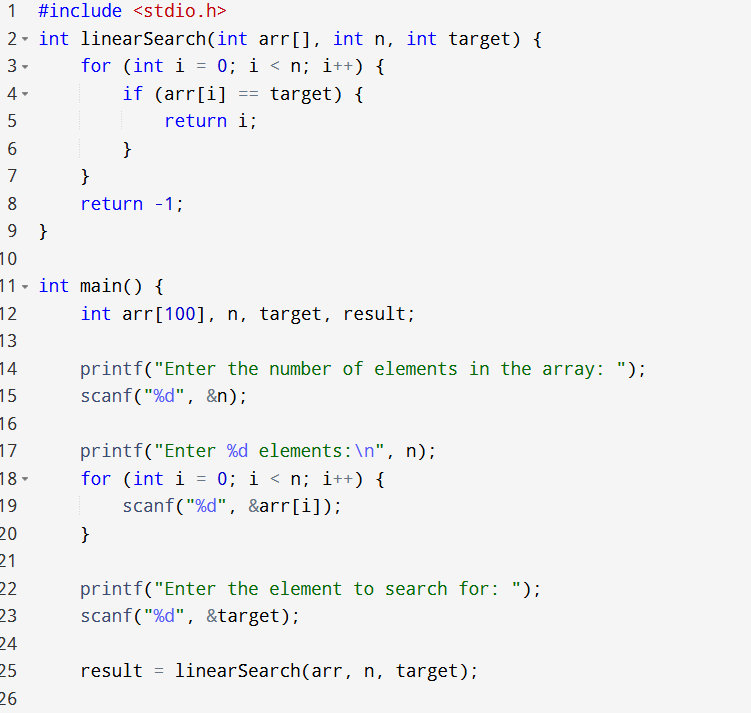 1 #include <stdio.h>
2 int linearSearch(int arr[], int n, int target) {
3     for (int i = 0; i < n; i++) {
4         if (arr[i] == target) {
5             return i;
6         }
7     }
8     return -1;
9 }
10
11 int main() {
12     int arr[100], n, target, result;
13
14     printf("Enter the number of elements in the array: ");
15     scanf("%d", &n);
16
17     printf("Enter %d elements:\n", n);
18     for (int i = 0; i < n; i++) {
19         scanf("%d", &arr[i]);
20     }
21
22     printf("Enter the element to search for: ");
23     scanf("%d", &target);
24
25     result = linearSearch(arr, n, target);
26